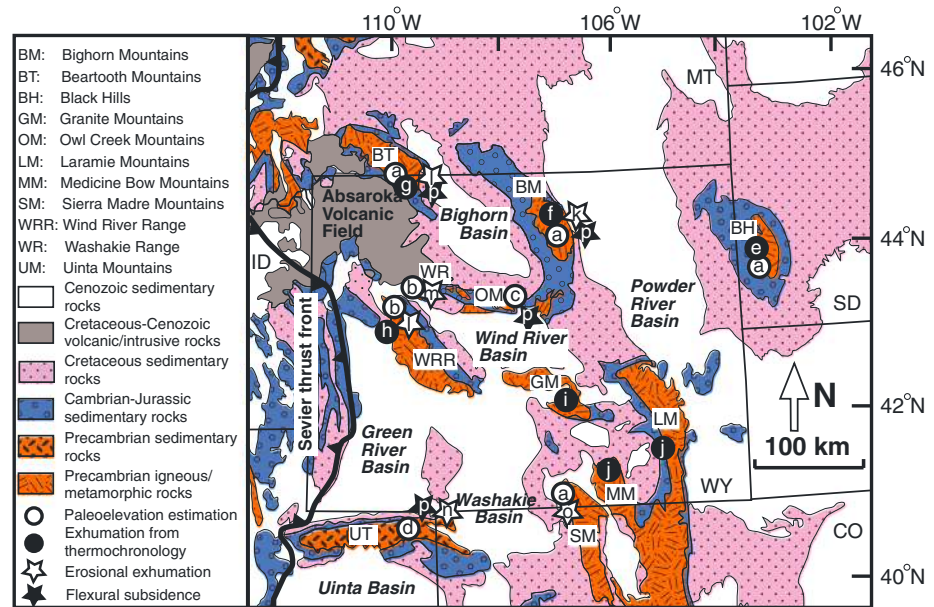 110°W
106°W
102°W
46°N
44°N
42°N
40°N
BM: Bighorn Mountains
BT: Beartooth Mountains
BH: Black Hills
GM: Granite Mountains
OM: Owl Creek Mountains
LM: Laramie Mountains
MM: Medicine Bow Mountains
SM: Sierra Madre Mountains
WRR: Wind River Range
WR: Washakie Range
UM: Uinta Mountains
Cenozoic sedimentary
rocks
Cretaceous-Cenozoic
volcanic/intrusive rocks
Cretaceous sedimentary
rocks
Cambrian-Jurassic
sedimentary rocks
Precambrian sedimentary
rocks
Precambrian igneous/
metamorphic rocks
Paleoelevation estimation
Exhumation from
thermochronology
Erosional exhumation
Flexural subsidence
MT
BT
a
g
k
p
Absaroka
Volcanic
Field
Bighorn
Basin
BM
f
k
a
p
BH
e
a
ID
SD
WR
b
m
OM
c
p
b
l
h
WRR
Wind River
Basin
Powder
River
Basin
Sevier thrust front
GM
i
LM
j
j
MM
WY
N
100 km
Green
River
Basin
Washakie
Basin
a
o
SM
p
n
d
UT
Uinta Basin
CO